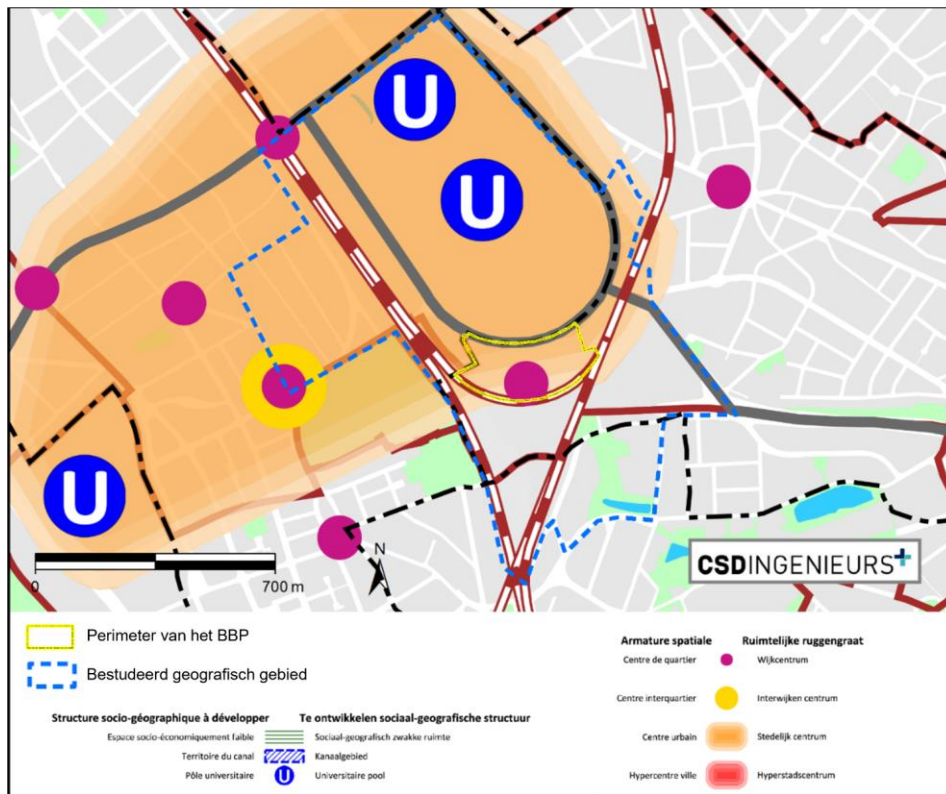 U
U
U
N
0
700 m
CSDINGENIEURS+
Perimeter van het BBP
Bestudeerd geografisch gebied
Structure socio-géographique à développer Te ontwikkelen sociaal-geografische structuur
Espace socio-économiquement faible Sociaal-geografisch zwakke ruimte
Territoire du canal Kanaalgebied
Pôle universitaire U Universitaire pool
Armature spatiale Ruimtelijke ruggengraat
Centre de quartier Wijkcentrum
Centre interquartier Interwijken centrum
Centre urbain Stedelijk centrum
Hypercentre ville Hyperstadscentrum